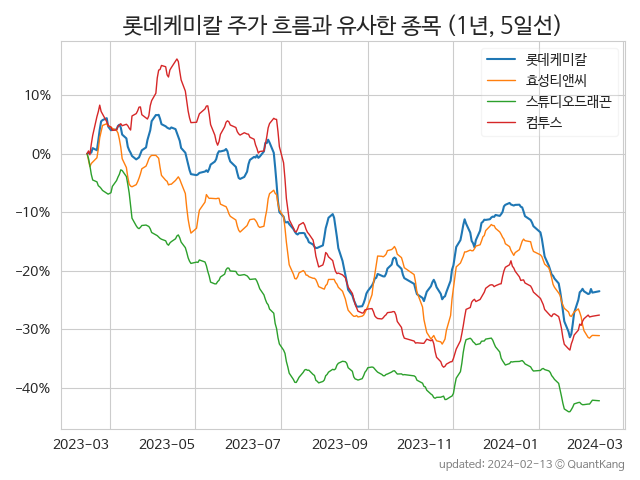 롯데케미칼 주가 흐름과 유사한 종목 (1년, 5일선)
롯데케미칼
효성티앤씨
스튜디오드래곤
컴투스
10%
0%
−10%
−20%
−30%
−40%
2023-03 2023-05 2023-07 2023-09 2023-11 2024-01 2024-03
updated: 2024-02-13 © QuantKang